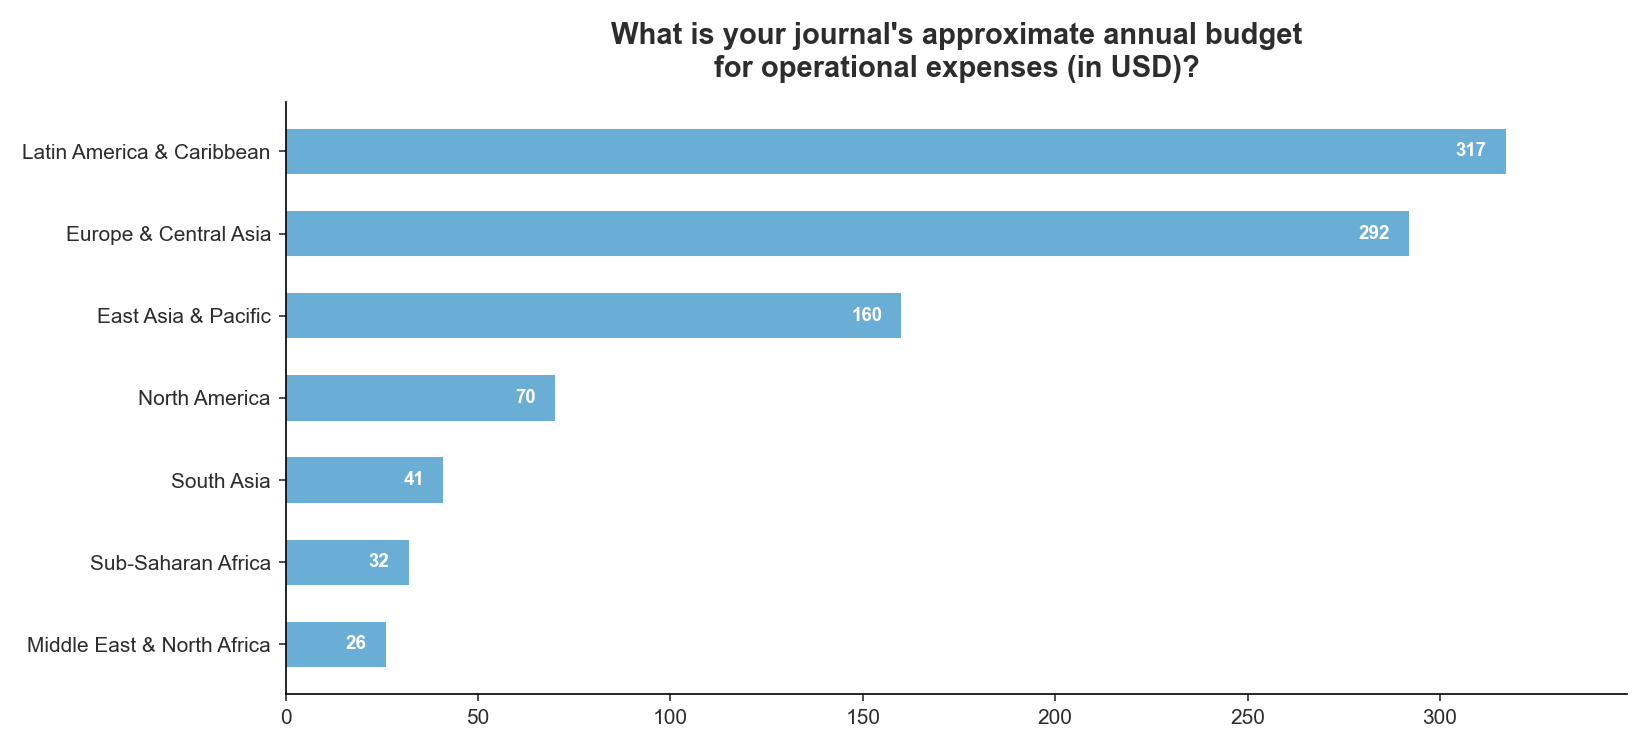 What is your journal's approximate annual budget
for operational expenses (in USD)?
Latin America & Caribbean 317
Europe & Central Asia 292
East Asia & Pacific 160
North America 70
South Asia 41
Sub-Saharan Africa 32
Middle East & North Africa 26
0 50 100 150 200 250 300